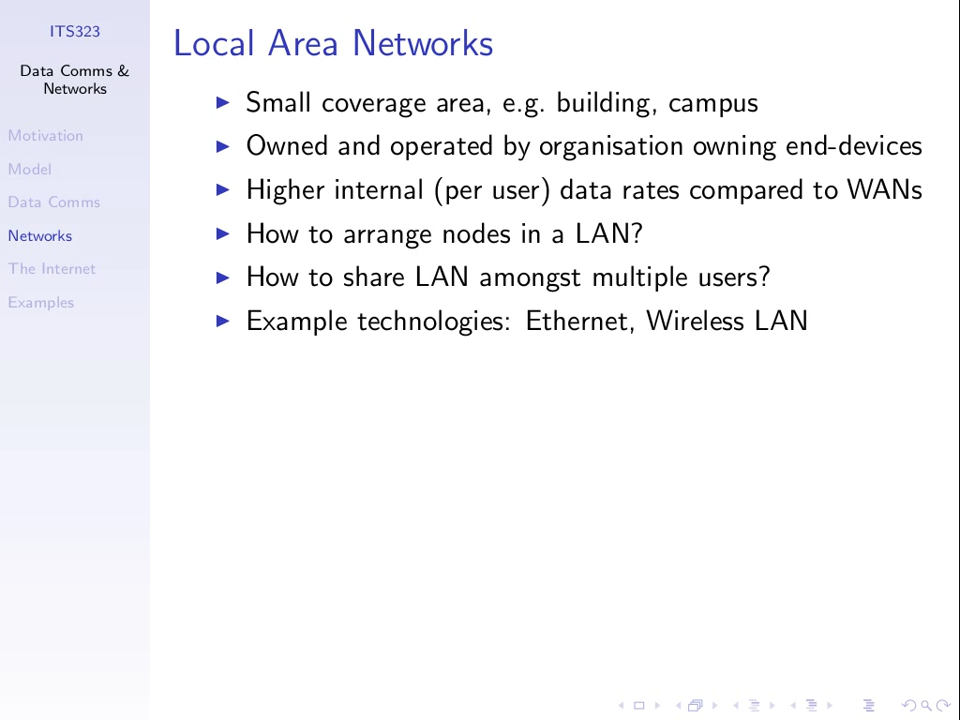 ITS323
Data Comms &
Networks
Motivation
Model
Data Comms
Networks
The Internet
Examples
Local Area Networks
Small coverage area, e.g. building, campus
Owned and operated by organisation owning end-devices
Higher internal (per user) data rates compared to WANs
How to arrange nodes in a LAN?
How to share LAN amongst multiple users?
Example technologies: Ethernet, Wireless LAN